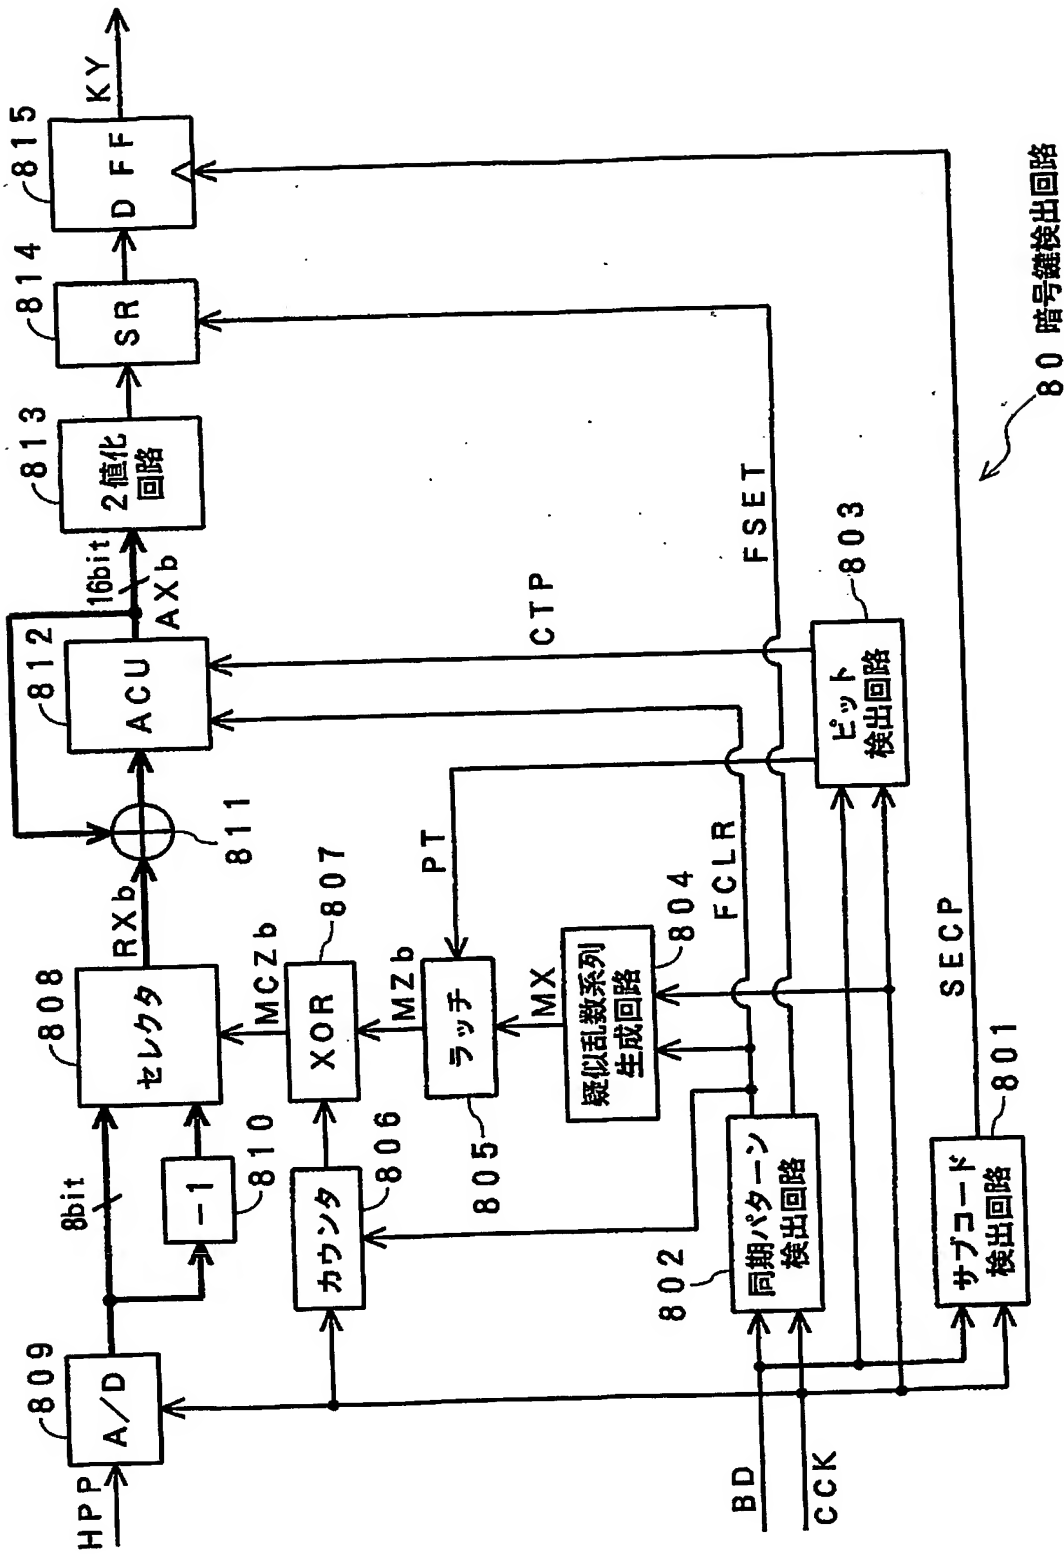 HPP
809
A/D
8bit
-1
810
808
セレクタ
RXb
811
812
ACU
16bit
AXb
813
2値化
回路
814
SR
815
D FF
KY
MCZb
807
XOR
806
カウンタ
MZb
805
ラッチ
PT
MX
804
疑似乱数系列
生成回路
FCLR
CTP
FSET
803
ピット
検出回路
802
同期パターン
検出回路
BD
CCK
801
サブコード
検出回路
SECP
80 暗号鍵検出回路